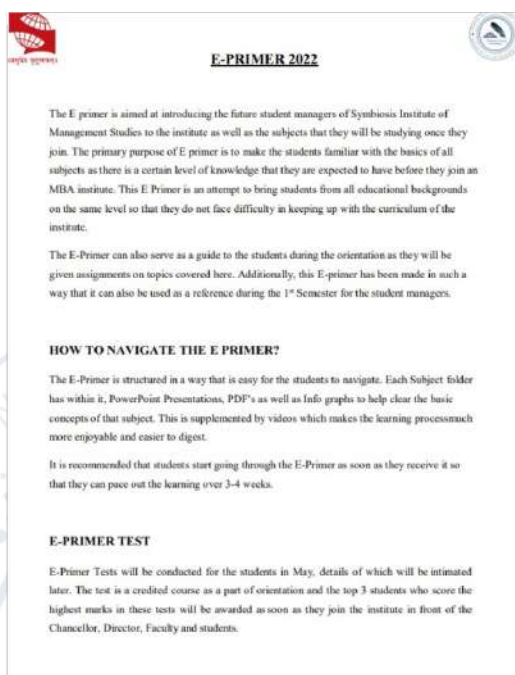 E-PRIMER 2022
The E primer is aimed at introducing the future student managers of Symbiosis Institute of
Management Studies to the institute as well as the subjects that they will be studying once they
join. The primary purpose of E primer is to make the students familiar with the basics of all
subjects as there is a certain level of knowledge that they are expected to have before they join an
MBA institute. This E Primer is an attempt to bring students from all educational backgrounds
on the same level so that they do not face difficulty in keeping up with the curriculum of the
institute.
The E-Primer can also serve as a guide to the students during the orientation as they will be
given assignments on topics covered here. Additionally, this E-primer has been made in such a
way that it can also be used as a reference during the 1st Semester for the student managers.
HOW TO NAVIGATE THE E PRIMER?
The E-Primer is structured in a way that is easy for the students to navigate. Each Subject folder
has within it, PowerPoint Presentations, PDF's as well as Info graphs to help clear the basic
concepts of that subject. This is supplemented by videos which makes the learning processmuch
more enjoyable and easier to digest.
It is recommended that students start going through the E-Primer as soon as they receive it so
that they can pace out the learning over 3-4 weeks.
E-PRIMER TEST
E-Primer Tests will be conducted for the students in May, details of which will be intimated
later. The test is a credited course as a part of orientation and the top 3 students who score the
highest marks in these tests will be awarded as soon as they join the institute in front of the
Chancellor, Director, Faculty and students.